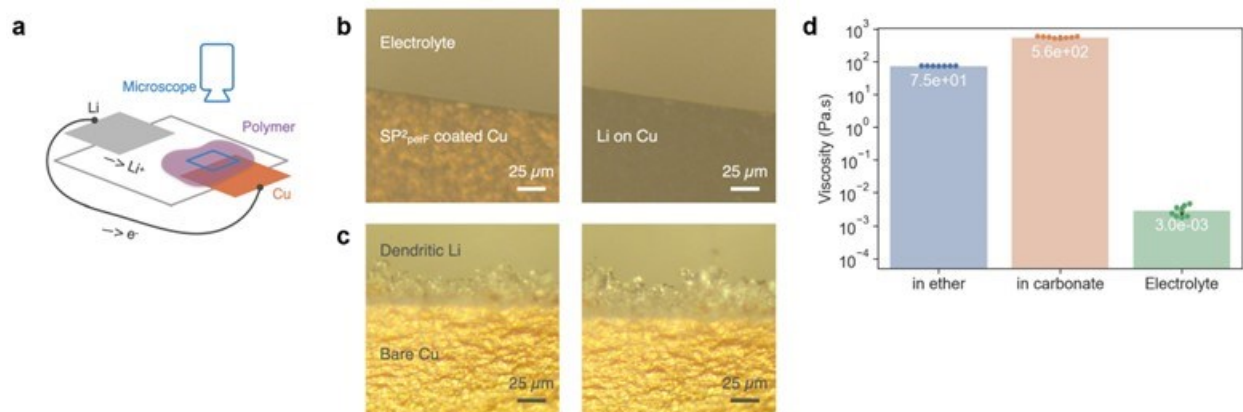 a
Microscope
Li
Polymer
--> Li⁺
Cu
--> e⁻
b
Electrolyte
SP²perF coated Cu
25 µm
Li on Cu
25 µm
c
Dendritic Li
Bare Cu
25 µm
25 µm
d
Viscosity (Pa.s)
10³
10²
10¹
10⁰
10⁻¹
10⁻²
10⁻³
10⁻⁴
7.5e+01
5.6e+02
3.0e-03
in ether
in carbonate
Electrolyte